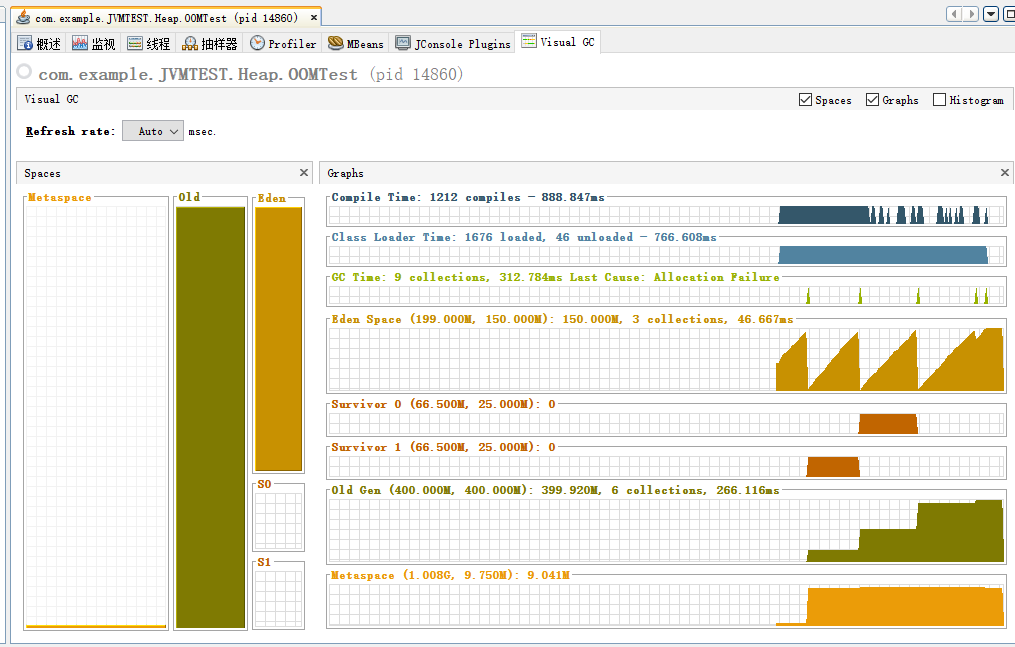 com.example.JVMTEST.Heap.OOMTest (pid 14860)
概述 监视 线程 抽样器 Profiler MBeans JConsole Plugins Visual GC
com.example.JVMTEST.Heap.OOMTest (pid 14860)
Visual GC Spaces Graphs Histogram
Refresh rate: Auto msec.
Spaces
Graphs
Metaspace
Old
Eden
S0
S1
Compile Time: 1212 compiles - 888.847ms
Class Loader Time: 1676 loaded, 46 unloaded - 766.608ms
GC Time: 9 collections, 312.784ms Last Cause: Allocation Failure
Eden Space (199.000M, 150.000M): 150.000M, 3 collections, 46.667ms
Survivor 0 (66.500M, 25.000M): 0
Survivor 1 (66.500M, 25.000M): 0
Old Gen (400.000M, 400.000M): 399.920M, 6 collections, 266.116ms
Metaspace (1.008G, 9.750M): 9.041M